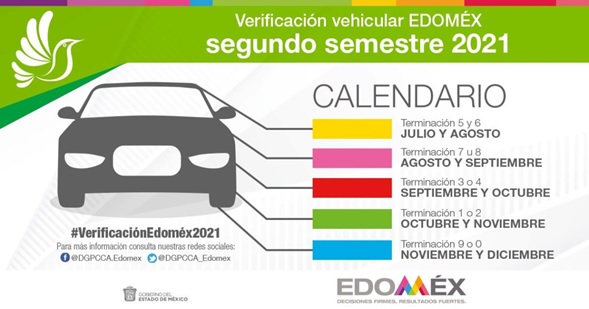 Verificación vehicular EDOMÉX
segundo semestre 2021
CALENDARIO
Terminación 5 y 6
JULIO Y AGOSTO
Terminación 7 u 8
AGOSTO Y SEPTIEMBRE
Terminación 3 o 4
SEPTIEMBRE Y OCTUBRE
Terminación 1 o 2
OCTUBRE Y NOVIEMBRE
Terminación 9 o 0
NOVIEMBRE Y DICIEMBRE
#VerificaciónEdoméx2021
Para más información consulta nuestras redes sociales:
@DGPCCA.Edomex @DGPCCA_Edomex
GOBIERNO DEL
ESTADO DE MÉXICO
EDOMÉX
DECISIONES FIRMES, RESULTADOS FUERTES.